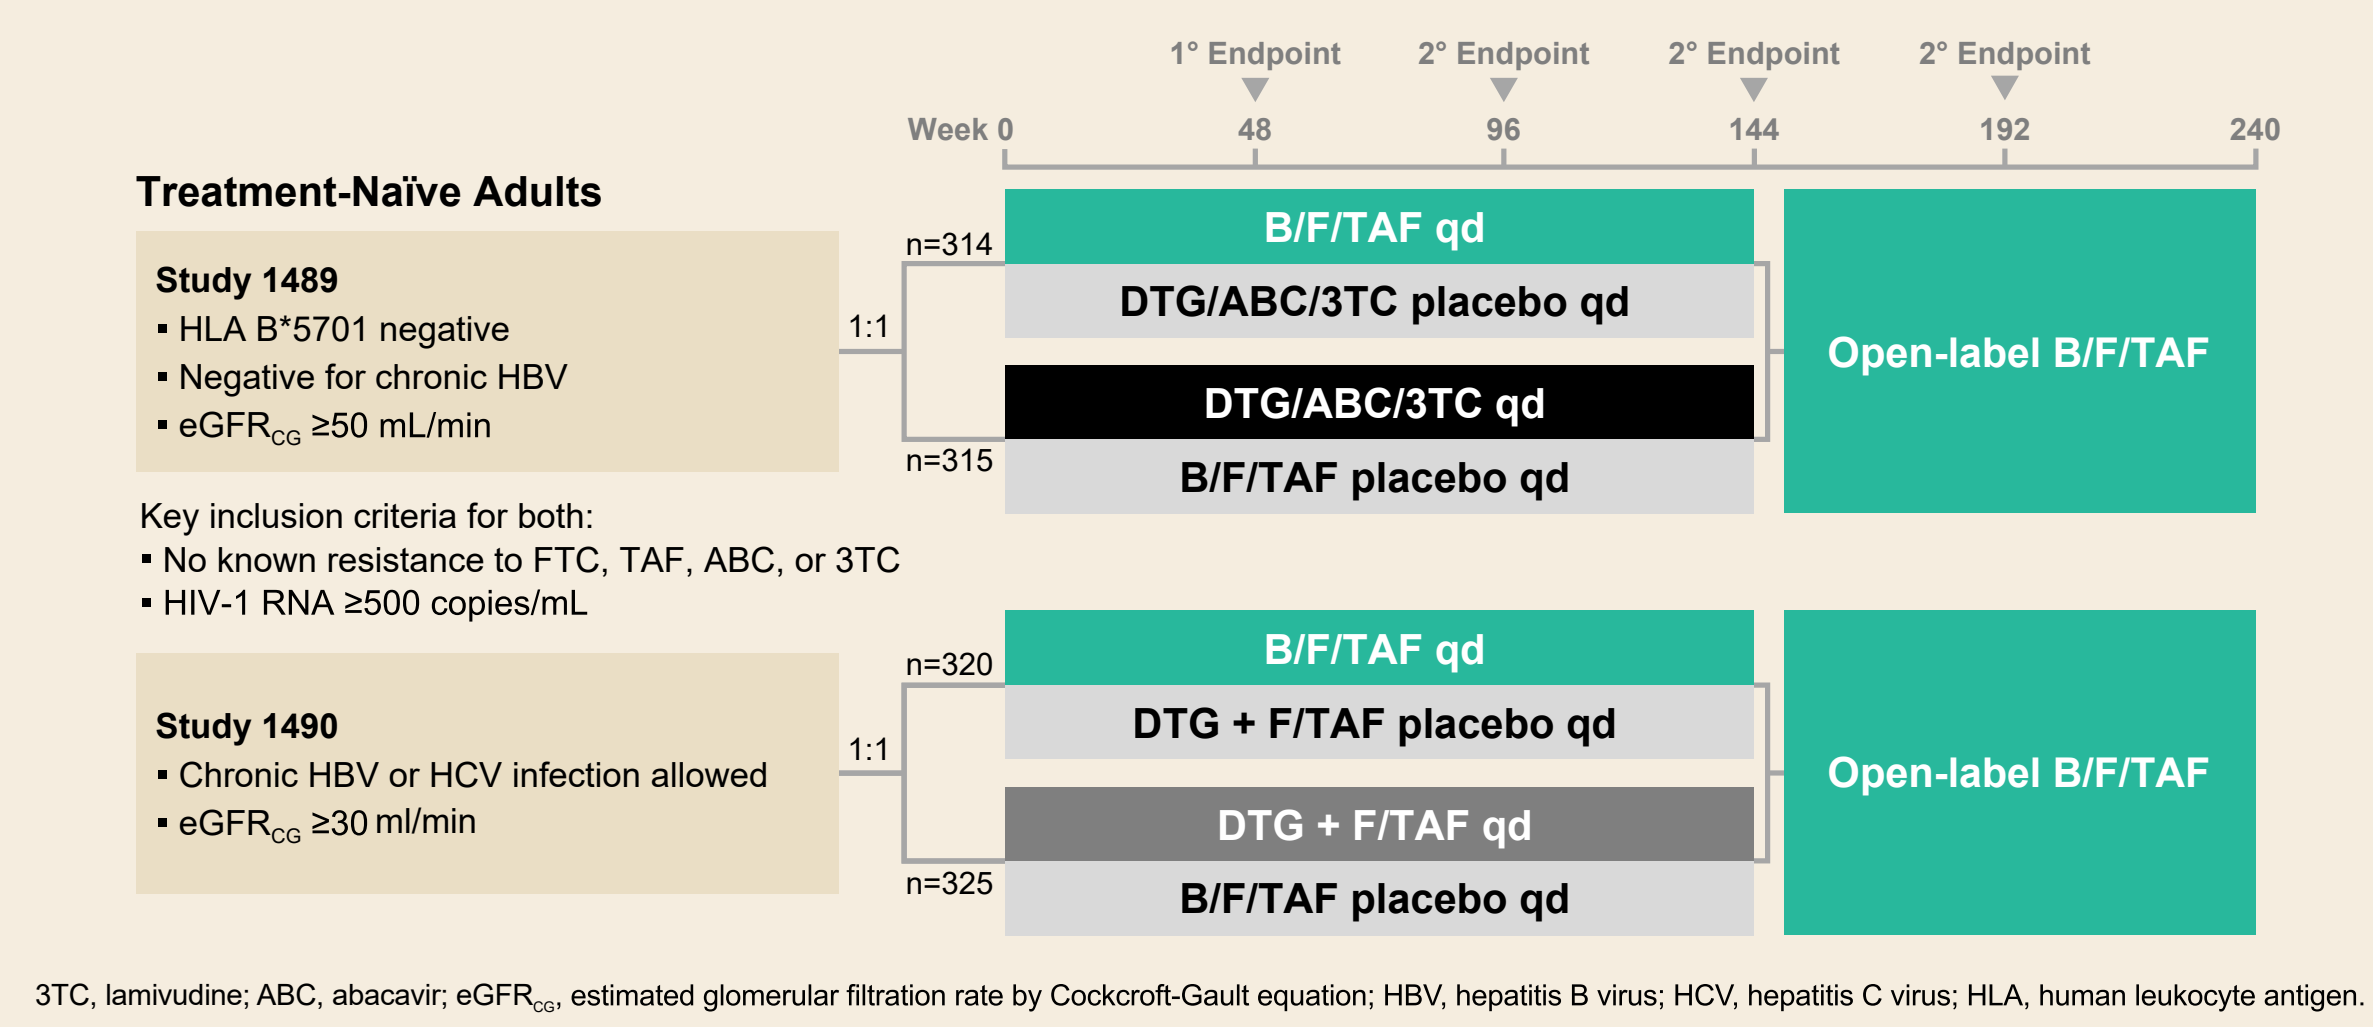 1° Endpoint 2° Endpoint 2° Endpoint 2° Endpoint
Week 0 48 96 144 192 240
Treatment-Naïve Adults
Study 1489
▪ HLA B*5701 negative
▪ Negative for chronic HBV
▪ eGFRCG ≥50 mL/min
1:1
n=314
B/F/TAF qd
DTG/ABC/3TC placebo qd
n=315
DTG/ABC/3TC qd
B/F/TAF placebo qd
Open-label B/F/TAF
Key inclusion criteria for both:
▪ No known resistance to FTC, TAF, ABC, or 3TC
▪ HIV-1 RNA ≥500 copies/mL
Study 1490
▪ Chronic HBV or HCV infection allowed
▪ eGFRCG ≥30 ml/min
1:1
n=320
B/F/TAF qd
DTG + F/TAF placebo qd
n=325
DTG + F/TAF qd
B/F/TAF placebo qd
Open-label B/F/TAF
3TC, lamivudine; ABC, abacavir; eGFRCG, estimated glomerular filtration rate by Cockcroft-Gault equation; HBV, hepatitis B virus; HCV, hepatitis C virus; HLA, human leukocyte antigen.